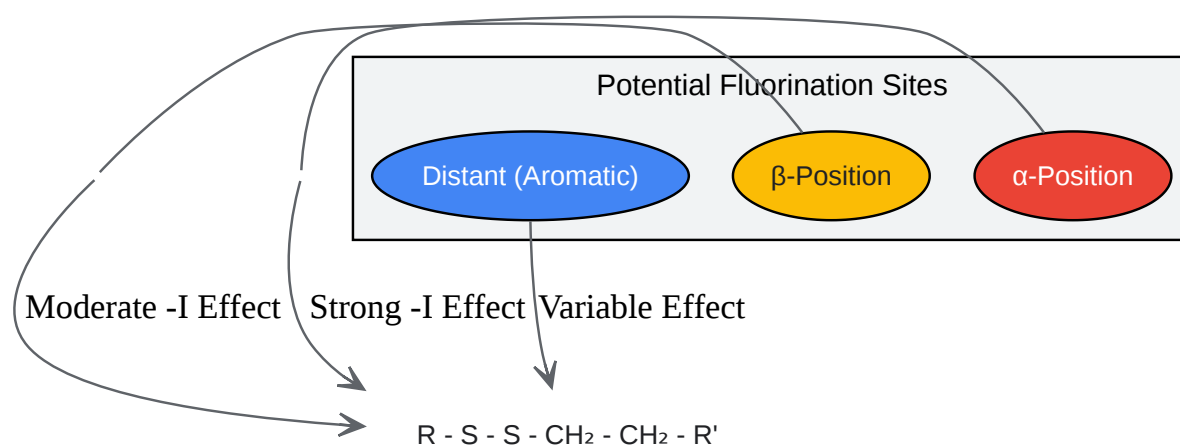 Potential Fluorination Sites
Distant (Aromatic)
β-Position
α-Position
Moderate -I Effect
Strong -I Effect
Variable Effect
R - S - S - CH₂ - CH₂ - R'